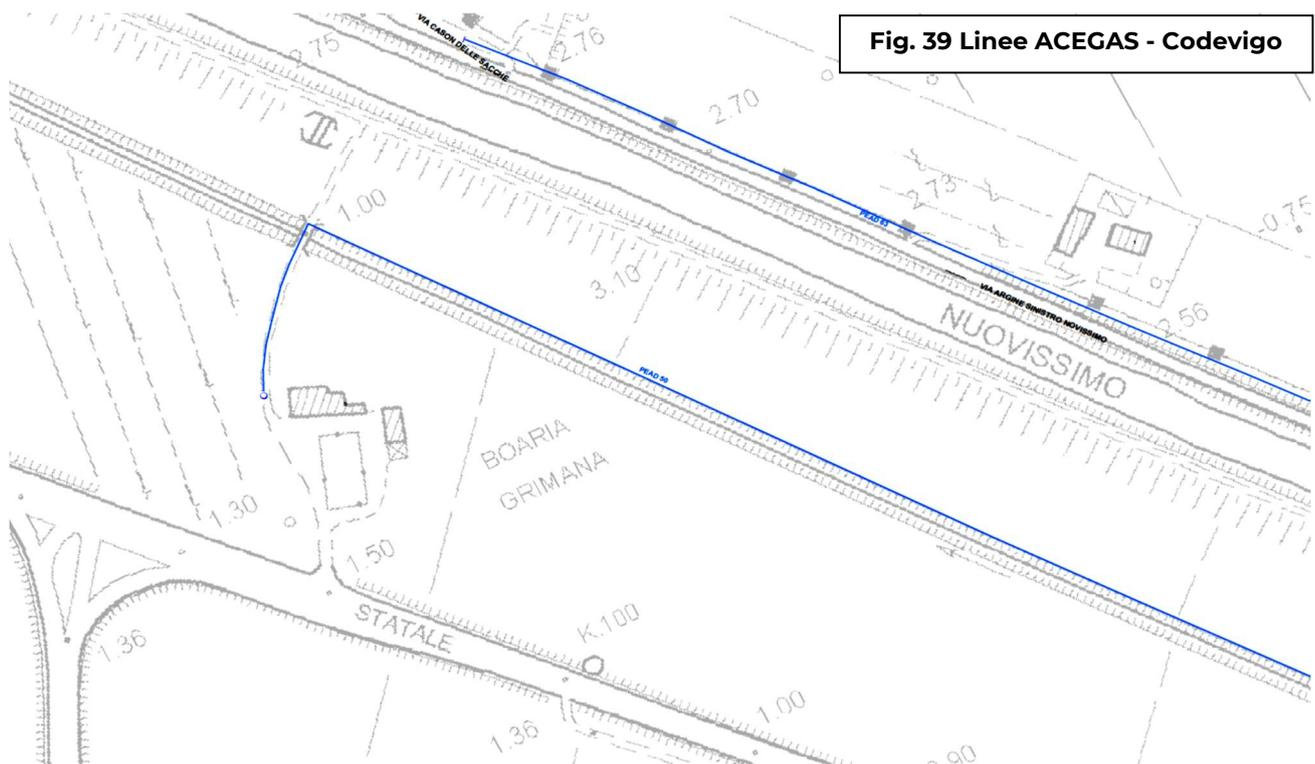 Fig. 39 Linee ACEGAS - Codevigo
VIA CASON DELLE SACCHE
2.76
2.75
2.70
1.00
2.73
PEAD 63
-0.75
3.10
VIA ARGINE SINISTRO NOVISSIMO
2.56
NUOVISSIMO
PEAD 50
BOARIA
GRIMANA
1.30
1.50
STATALE
K.100
1.36
1.00
1.36
0.90